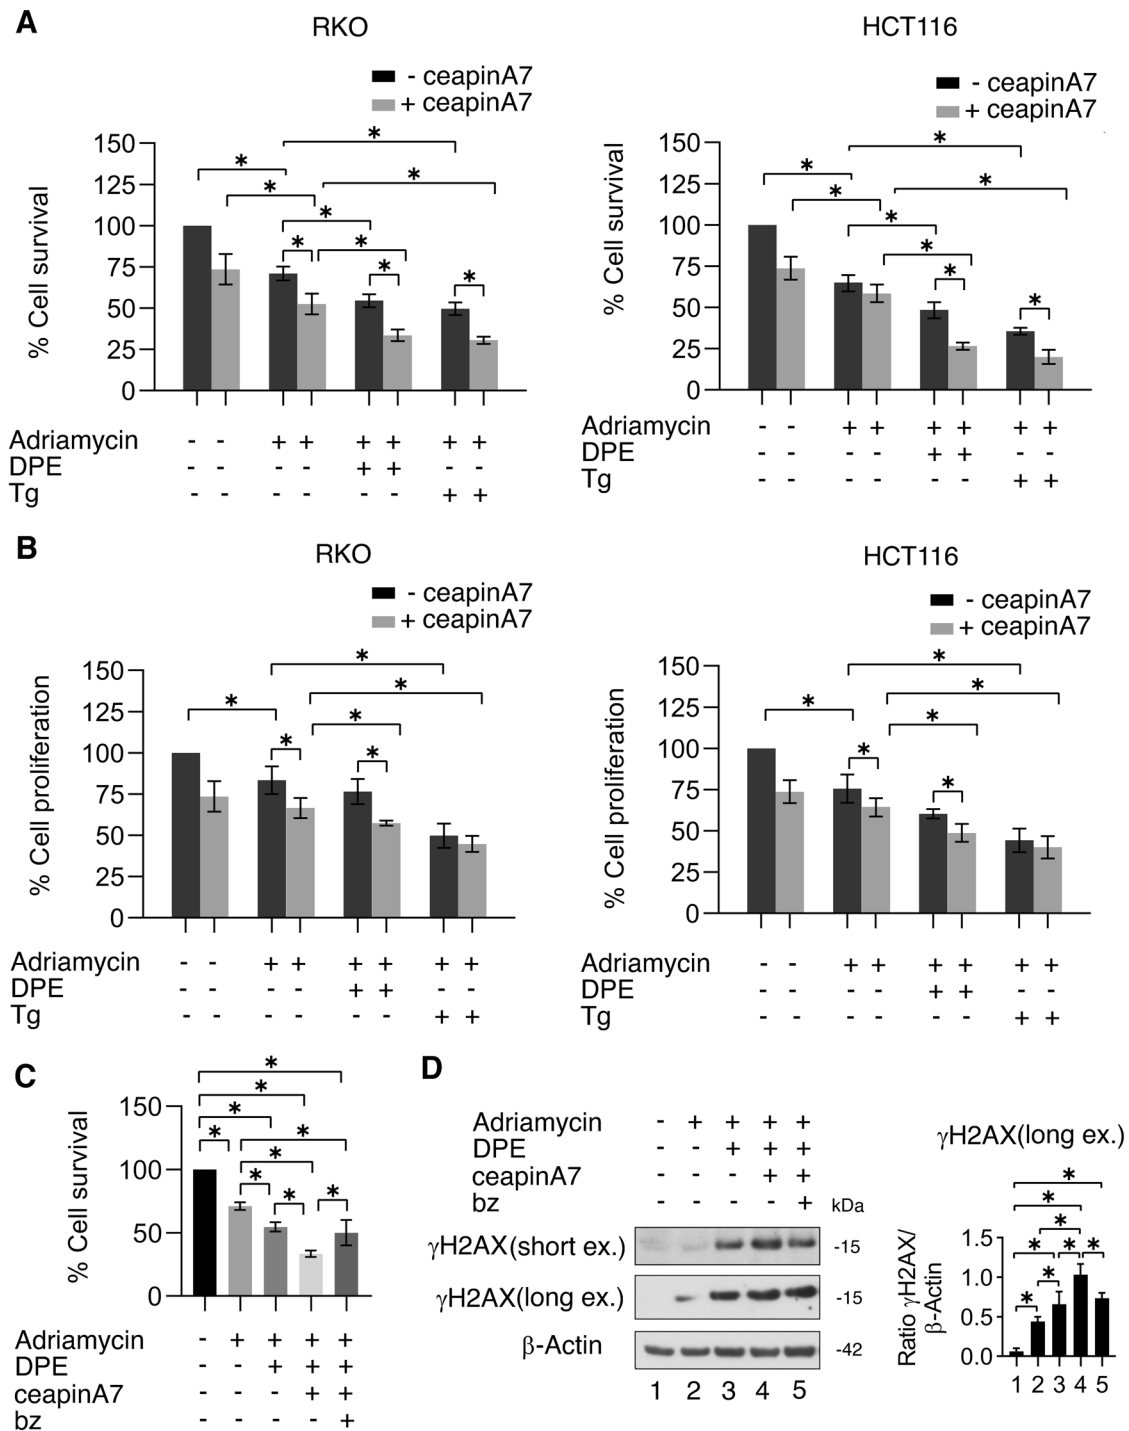 A
RKO
HCT116
- ceapinA7
+ ceapinA7
- ceapinA7
+ ceapinA7
% Cell survival
150
125
100
75
50
25
0
* * * * * * * * *
% Cell survival
150
125
100
75
50
25
0
* * * * * * * *
Adriamycin - - + + + + + +
DPE - - - - + + - -
Tg - - - - - - + +
Adriamycin - - + + + + + +
DPE - - - - + + - -
Tg - - - - - - + +
B
RKO
HCT116
- ceapinA7
+ ceapinA7
- ceapinA7
+ ceapinA7
% Cell proliferation
150
125
100
75
50
25
0
* * * * * *
% Cell proliferation
150
125
100
75
50
25
0
* * * * * *
Adriamycin - - + + + + + +
DPE - - - - + + - -
Tg - - - - - - + +
Adriamycin - - + + + + + +
DPE - - - - + + - -
Tg - - - - - - + +
C
% Cell survival
150
100
50
0
* * * * * * * * *
Adriamycin - + + + +
DPE - - + + +
ceapinA7 - - - + +
bz - - - - +
D
Adriamycin - + + + +
DPE - - + + +
ceapinA7 - - - + +
bz - - - - +
kDa
γH2AX(short ex.) -15
γH2AX(long ex.) -15
β-Actin -42
1 2 3 4 5
γH2AX(long ex.)
Ratio γH2AX/
β-Actin
1.5
1.0
0.5
0.0
* * * * * * * *
1 2 3 4 5